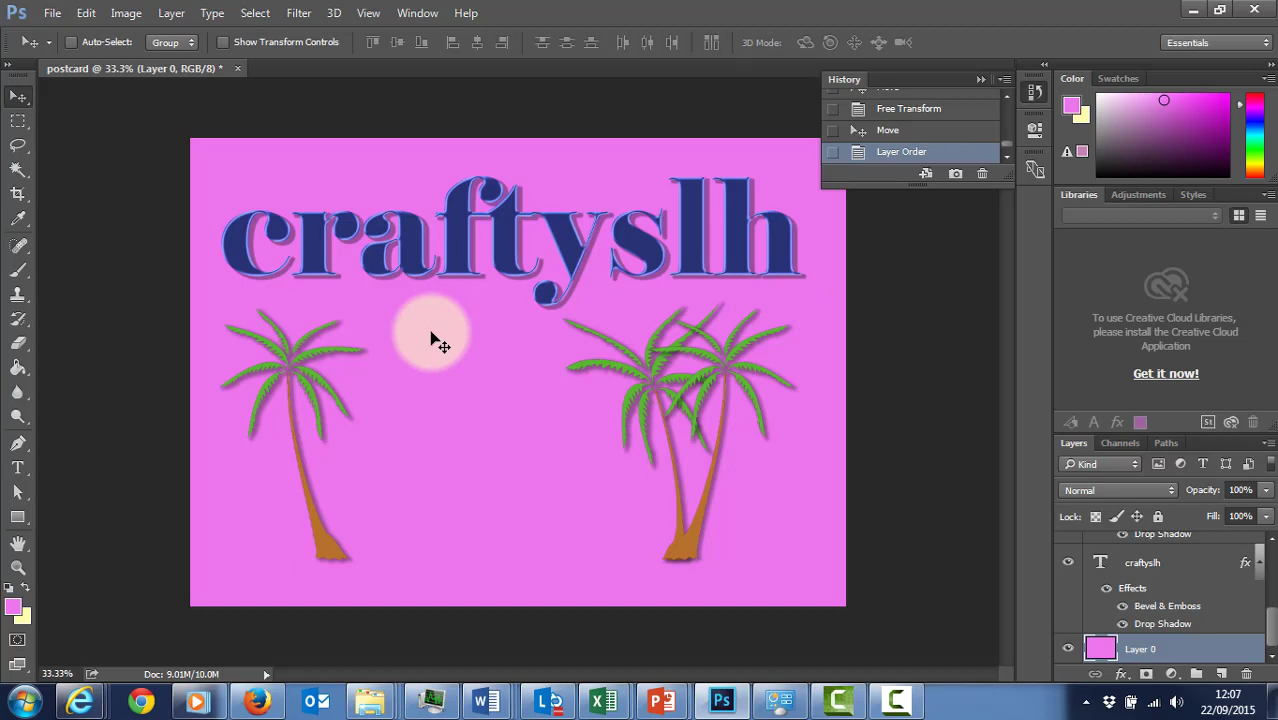 Ps File Edit Image Layer Type Select Filter 3D View Window Help
Auto-Select: Group Show Transform Controls 3D Mode: Essentials
postcard @ 33.3% (Layer 0, RGB/8) *
History
Move
Free Transform
Move
Layer Order
craftyslh
Color Swatches
Libraries Adjustments Styles
To use Creative Cloud Libraries,
please install the Creative Cloud
Application
Get it now!
Layers Channels Paths
Kind
Normal Opacity: 100%
Lock: Fill: 100%
Drop Shadow
craftyslh fx
Effects
Bevel & Emboss
Drop Shadow
Layer 0
33.33% Doc: 9.01M/10.0M
12:07
22/09/2015